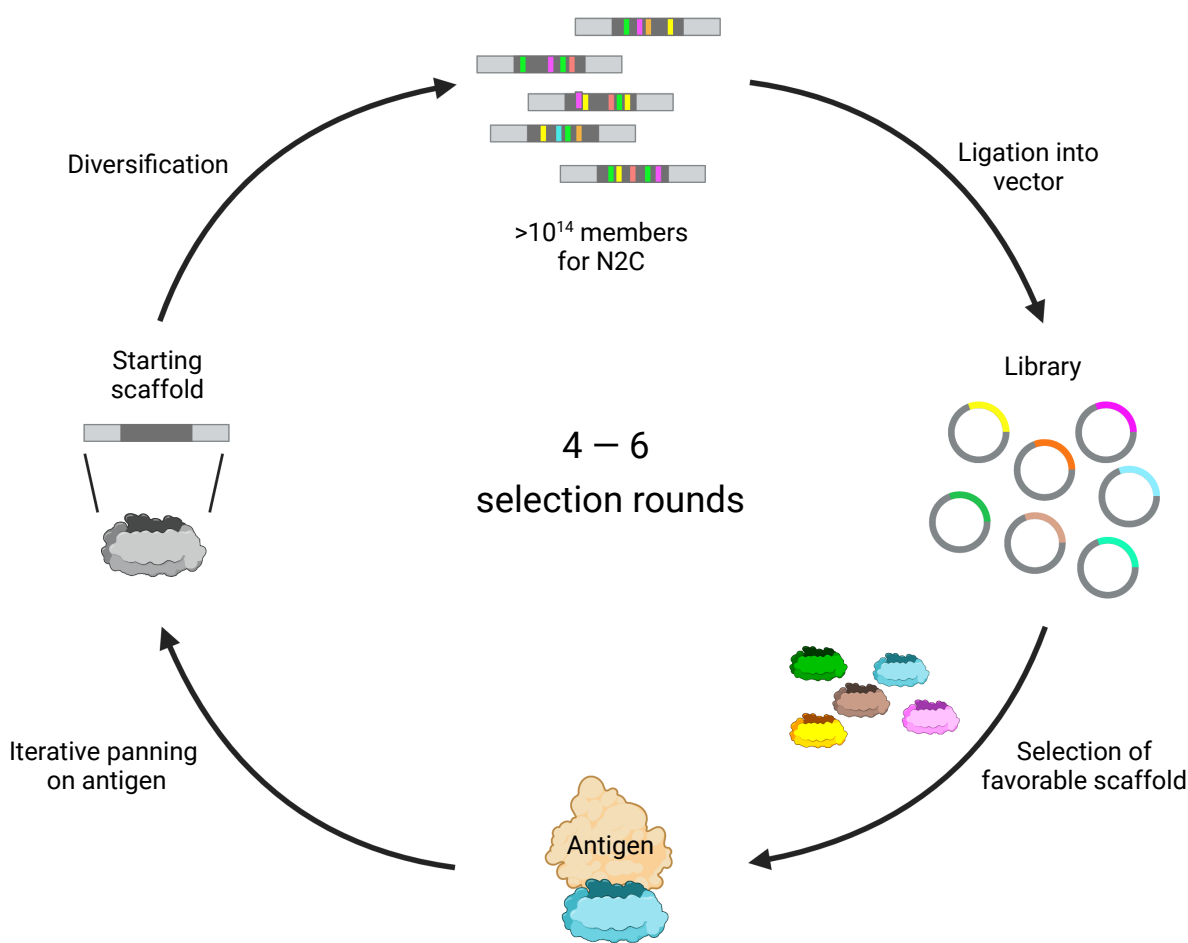 Diversification
>10¹⁴ members
for N2C
Ligation into
vector
Starting
scaffold
Library
4 – 6
selection rounds
Iterative panning
on antigen
Antigen
Selection of
favorable scaffold